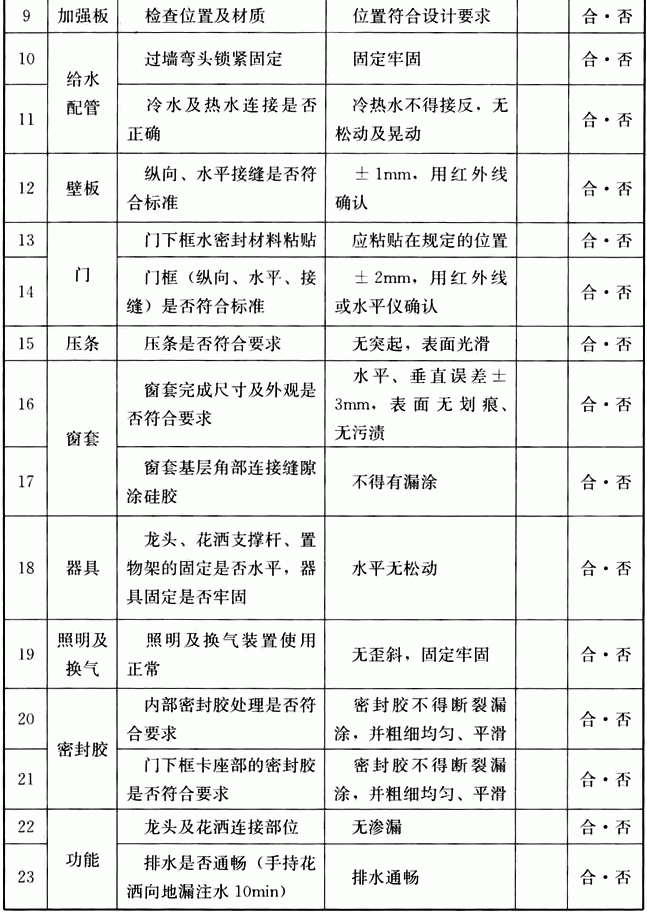 9 加强板 检查位置及材质 位置符合设计要求 合·否
10 给水配管 过墙弯头锁紧固定 固定牢固 合·否
11 冷水及热水连接是否
正确 冷热水不得接反，无
松动及晃动 合·否
12 壁板 纵向、水平接缝是否符
合标准 ±1mm，用红外线
确认 合·否
13 门 门下框水密封材料粘贴 应粘贴在规定的位置 合·否
14 门框（纵向、水平、接
缝）是否符合标准 ±2mm，用红外线
或水平仪确认 合·否
15 压条 压条是否符合要求 无突起，表面光滑 合·否
16 窗套 窗套完成尺寸及外观是
否符合要求 水平、垂直误差±
3mm，表面无划痕、
无污渍 合·否
17 窗套基层角部连接缝隙
涂硅胶 不得有漏涂 合·否
18 器具 龙头、花洒支撑杆、置
物架的固定是否水平，器
具固定是否牢固 水平无松动 合·否
19 照明及
换气 照明及换气装置使用
正常 无歪斜，固定牢固 合·否
20 密封胶 内部密封胶处理是否符
合要求 密封胶不得断裂漏
涂，并粗细均匀、平滑 合·否
21 门下框卡座部的密封胶
是否符合要求 密封胶不得断裂漏
涂，并粗细均匀、平滑 合·否
22 功能 龙头及花洒连接部位 无渗漏 合·否
23 排水是否通畅（手持花
洒向地漏注水10min） 排水通畅 合·否